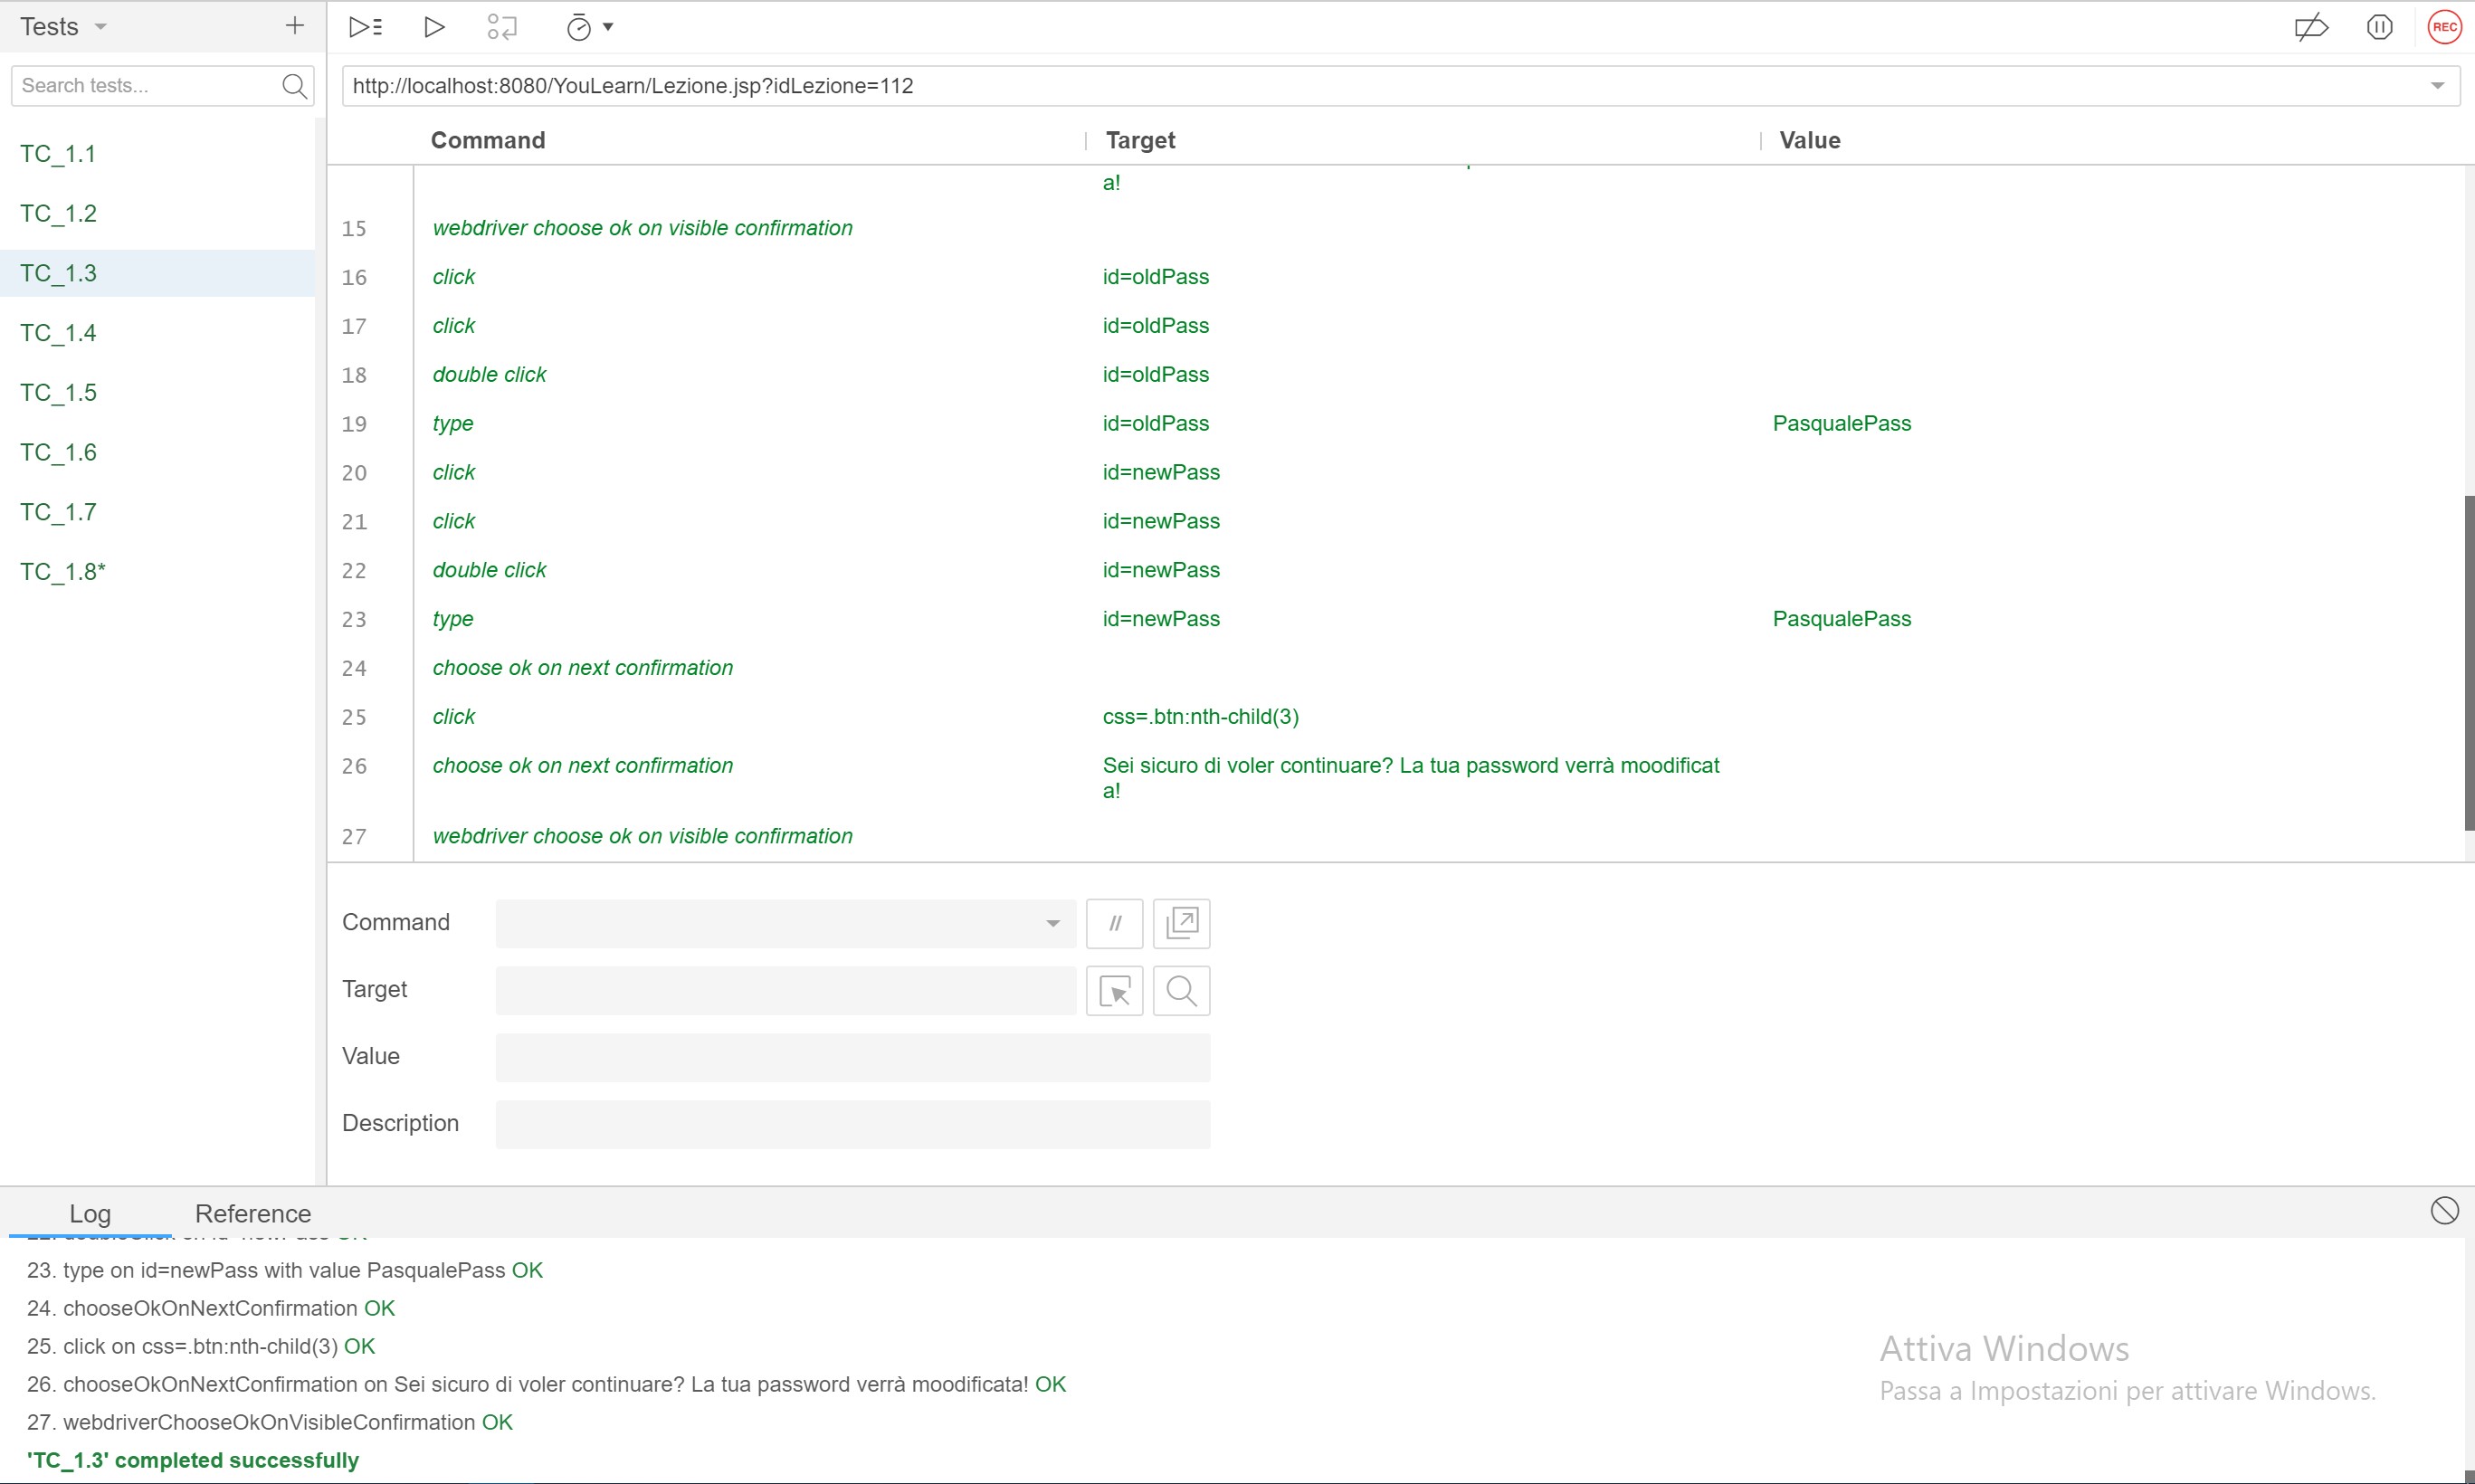 Tests
REC
Search tests...
http://localhost:8080/YouLearn/Lezione.jsp?idLezione=112
Command Target Value
TC_1.1
TC_1.2
TC_1.3
TC_1.4
TC_1.5
TC_1.6
TC_1.7
TC_1.8*
a!
15 webdriver choose ok on visible confirmation
16 click id=oldPass
17 click id=oldPass
18 double click id=oldPass
19 type id=oldPass PasqualePass
20 click id=newPass
21 click id=newPass
22 double click id=newPass
23 type id=newPass PasqualePass
24 choose ok on next confirmation
25 click css=.btn:nth-child(3)
26 choose ok on next confirmation Sei sicuro di voler continuare? La tua password verrà moodificat
a!
27 webdriver choose ok on visible confirmation
Command //
Target
Value
Description
Log Reference
23. type on id=newPass with value PasqualePass OK
24. chooseOkOnNextConfirmation OK
25. click on css=.btn:nth-child(3) OK
26. chooseOkOnNextConfirmation on Sei sicuro di voler continuare? La tua password verrà moodificata! OK
27. webdriverChooseOkOnVisibleConfirmation OK
'TC_1.3' completed successfully
Attiva Windows
Passa a Impostazioni per attivare Windows.